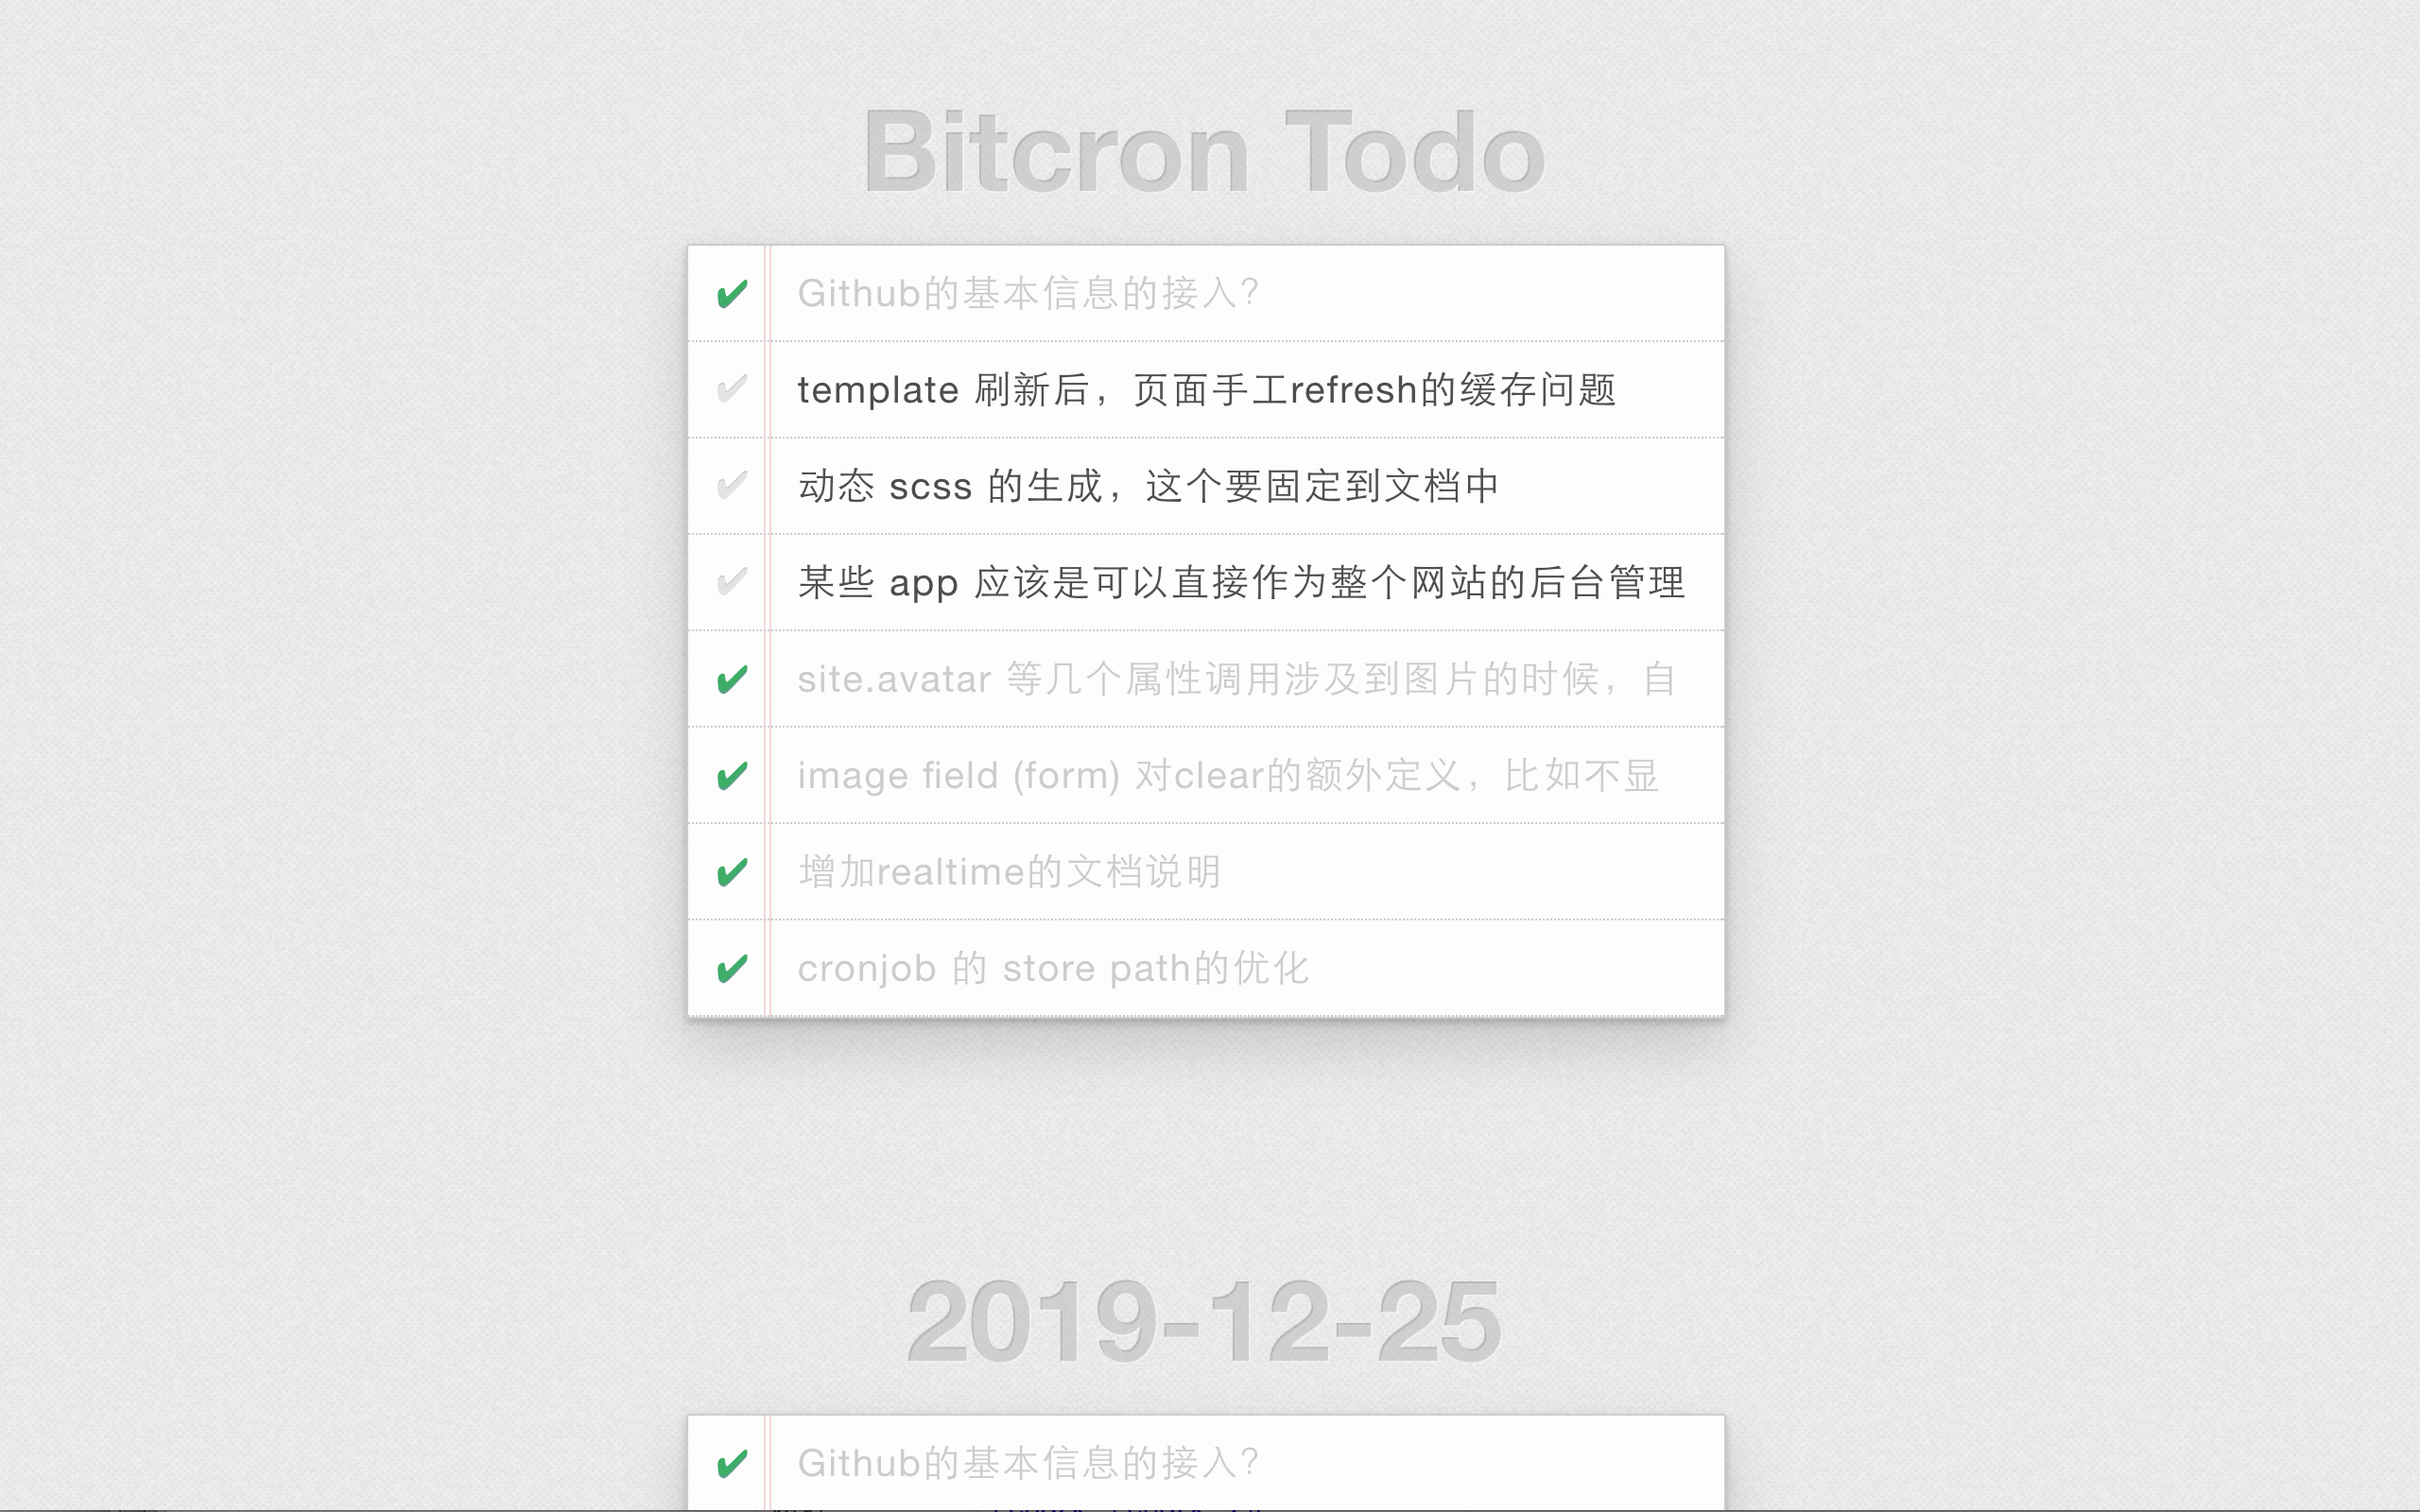 Bitcron Todo
Github的基本信息的接入?
template 刷新后，页面手工refresh的缓存问题
动态 scss 的生成，这个要固定到文档中
某些 app 应该是可以直接作为整个网站的后台管理
site.avatar 等几个属性调用涉及到图片的时候，自
image field (form) 对clear的额外定义，比如不显
增加realtime的文档说明
cronjob 的 store path的优化
2019-12-25
Github的基本信息的接入?